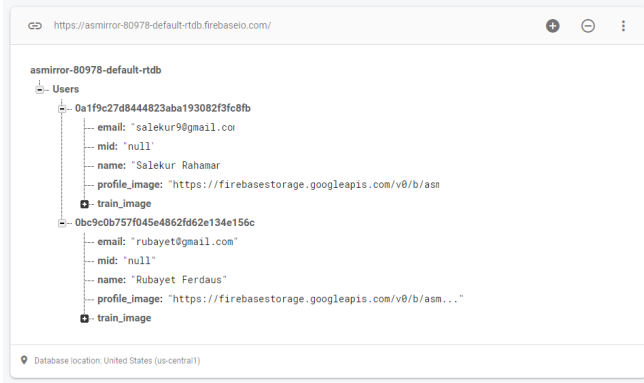 https://asmirror-80978-default-rtdb.firebaseio.com/
asmirror-80978-default-rtdb
Users
0a1f9c27d8444823aba193082f3fc8fb
email: "salekur9@gmail.co
mid: "null"
name: "Salekur Rahamar
profile_image: "https://firebasestorage.googleapis.com/v0/b/asm
train_image
0bc9c0b757f045e4862fd62e134e156c
email: "rubayet@gmail.com"
mid: "null"
name: "Rubayet Ferdaus"
profile_image: "https://firebasestorage.googleapis.com/v0/b/asm..."
train_image
Database location: United States (us-central1)